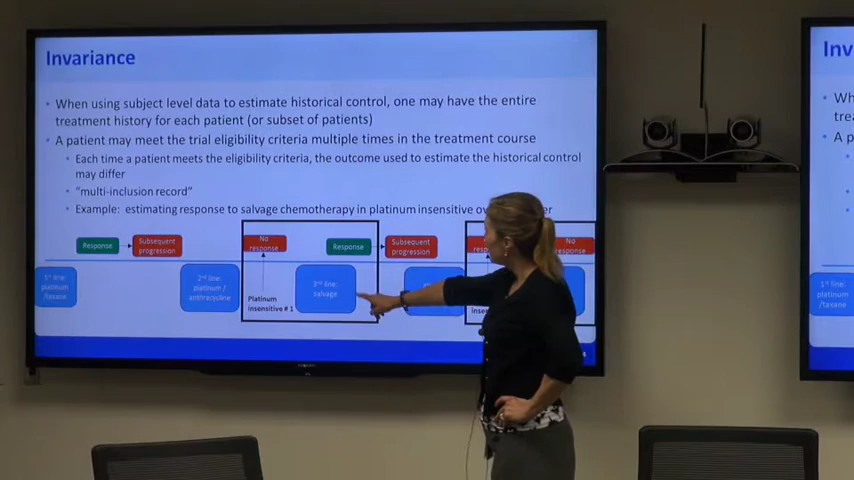 Invariance
When using subject level data to estimate historical control, one may have the entire
treatment history for each patient (or subset of patients)
A patient may meet the trial eligibility criteria multiple times in the treatment course
Each time a patient meets the eligibility criteria, the outcome used to estimate the historical control
may differ
"multi-inclusion record"
Example: estimating response to salvage chemotherapy in platinum insensitive
Response
Subsequent
progression
No
response
Response
Subsequent
progression
No
response
1st line:
platinum
/taxane
2nd line:
platinum /
anthracycline
3rd line:
salvage
Platinum
insensitive # 1
Inv
Wh
A p
1st line:
platinum
/taxane